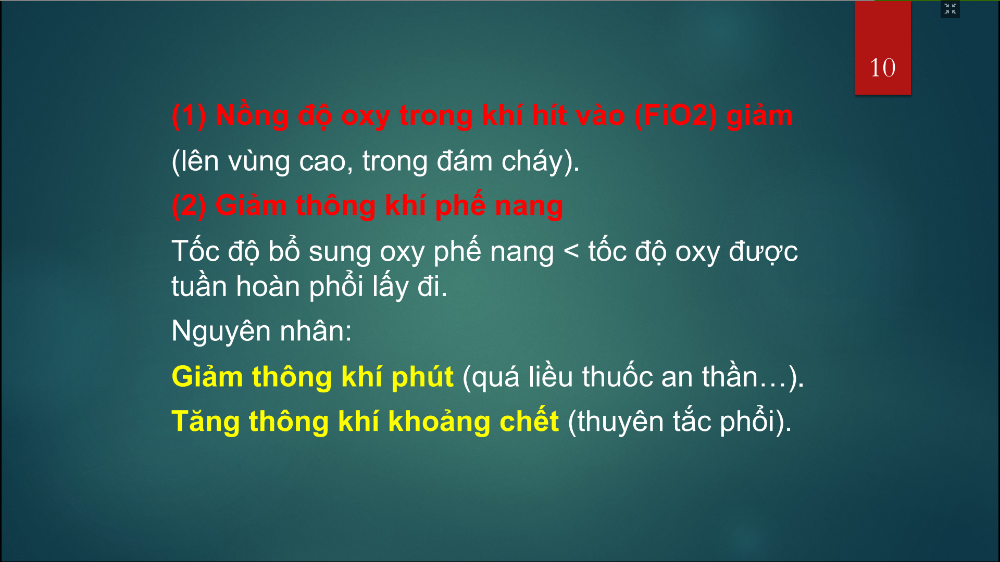 10
(1) Nồng độ oxy trong khí hít vào (FiO2) giảm
(lên vùng cao, trong đám cháy).
(2) Giảm thông khí phế nang
Tốc độ bổ sung oxy phế nang < tốc độ oxy được
tuần hoàn phổi lấy đi.
Nguyên nhân:
Giảm thông khí phút (quá liều thuốc an thần…).
Tăng thông khí khoảng chết (thuyên tắc phổi).